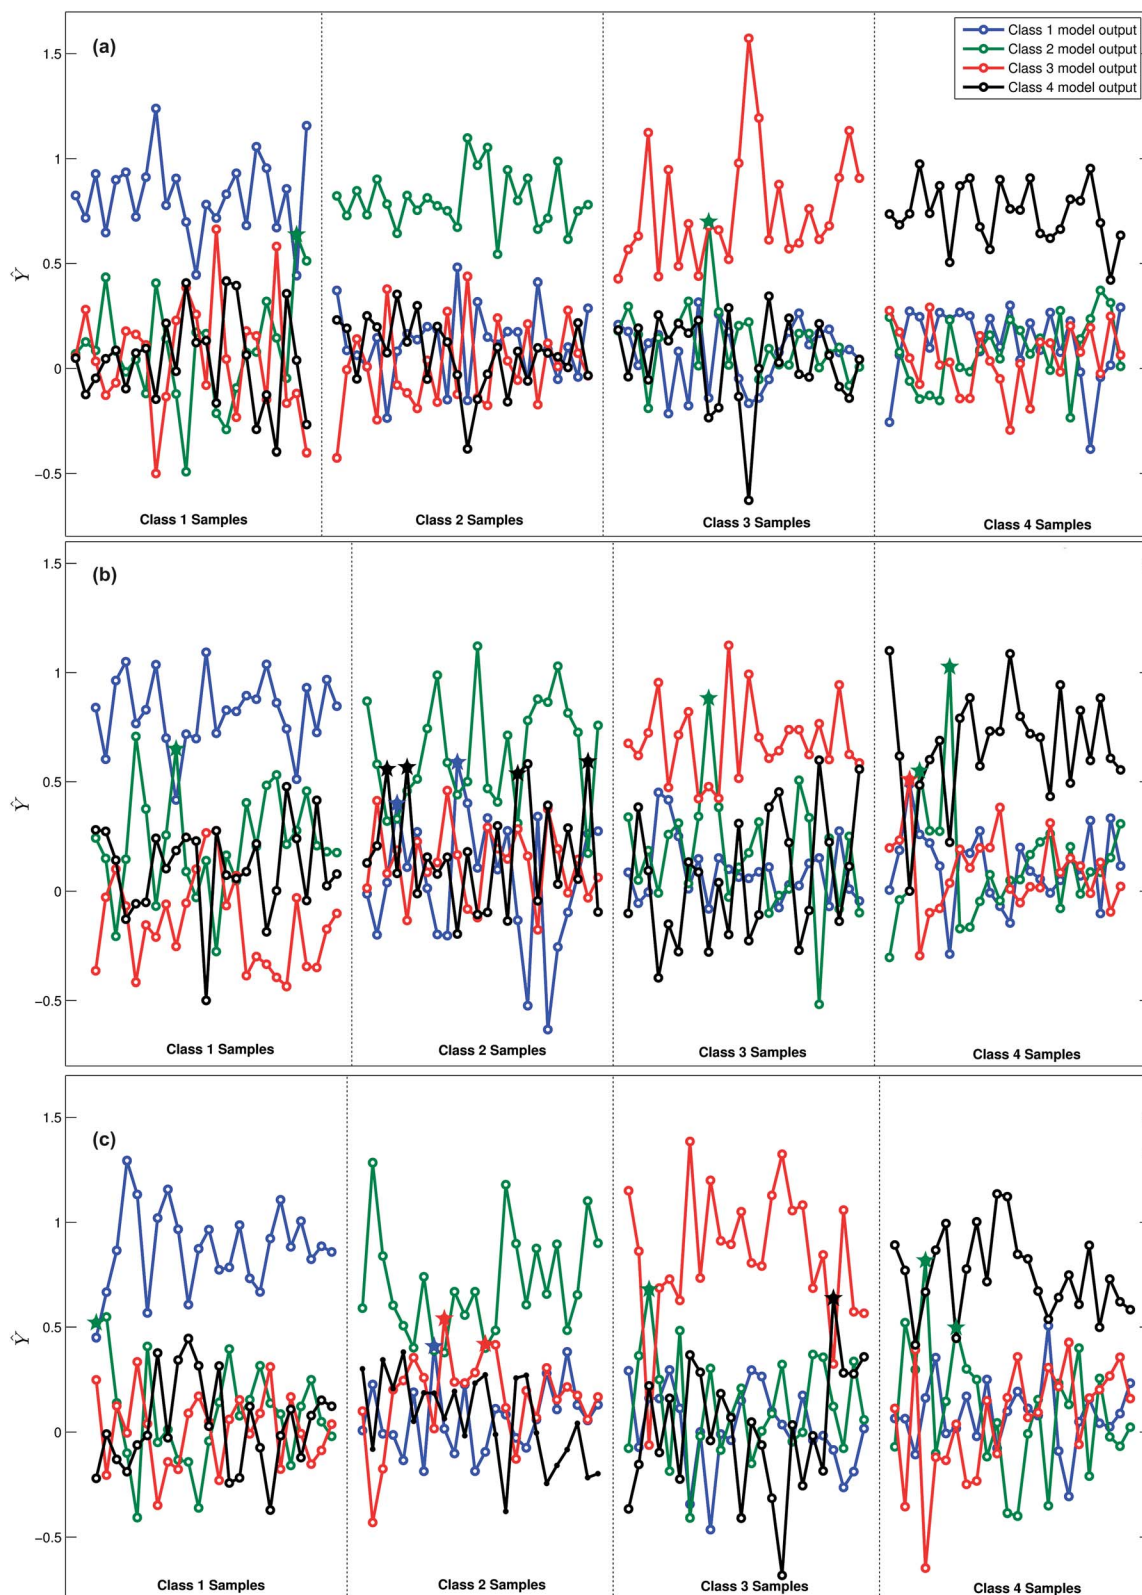 (a)
Class 1 model output
Class 2 model output
Class 3 model output
Class 4 model output
1.5
1
0.5
0
−0.5
Ŷ
Class 1 Samples
Class 2 Samples
Class 3 Samples
Class 4 Samples
(b)
1.5
1
0.5
0
−0.5
Ŷ
Class 1 Samples
Class 2 Samples
Class 3 Samples
Class 4 Samples
(c)
1.5
1
0.5
0
−0.5
Ŷ
Class 1 Samples
Class 2 Samples
Class 3 Samples
Class 4 Samples